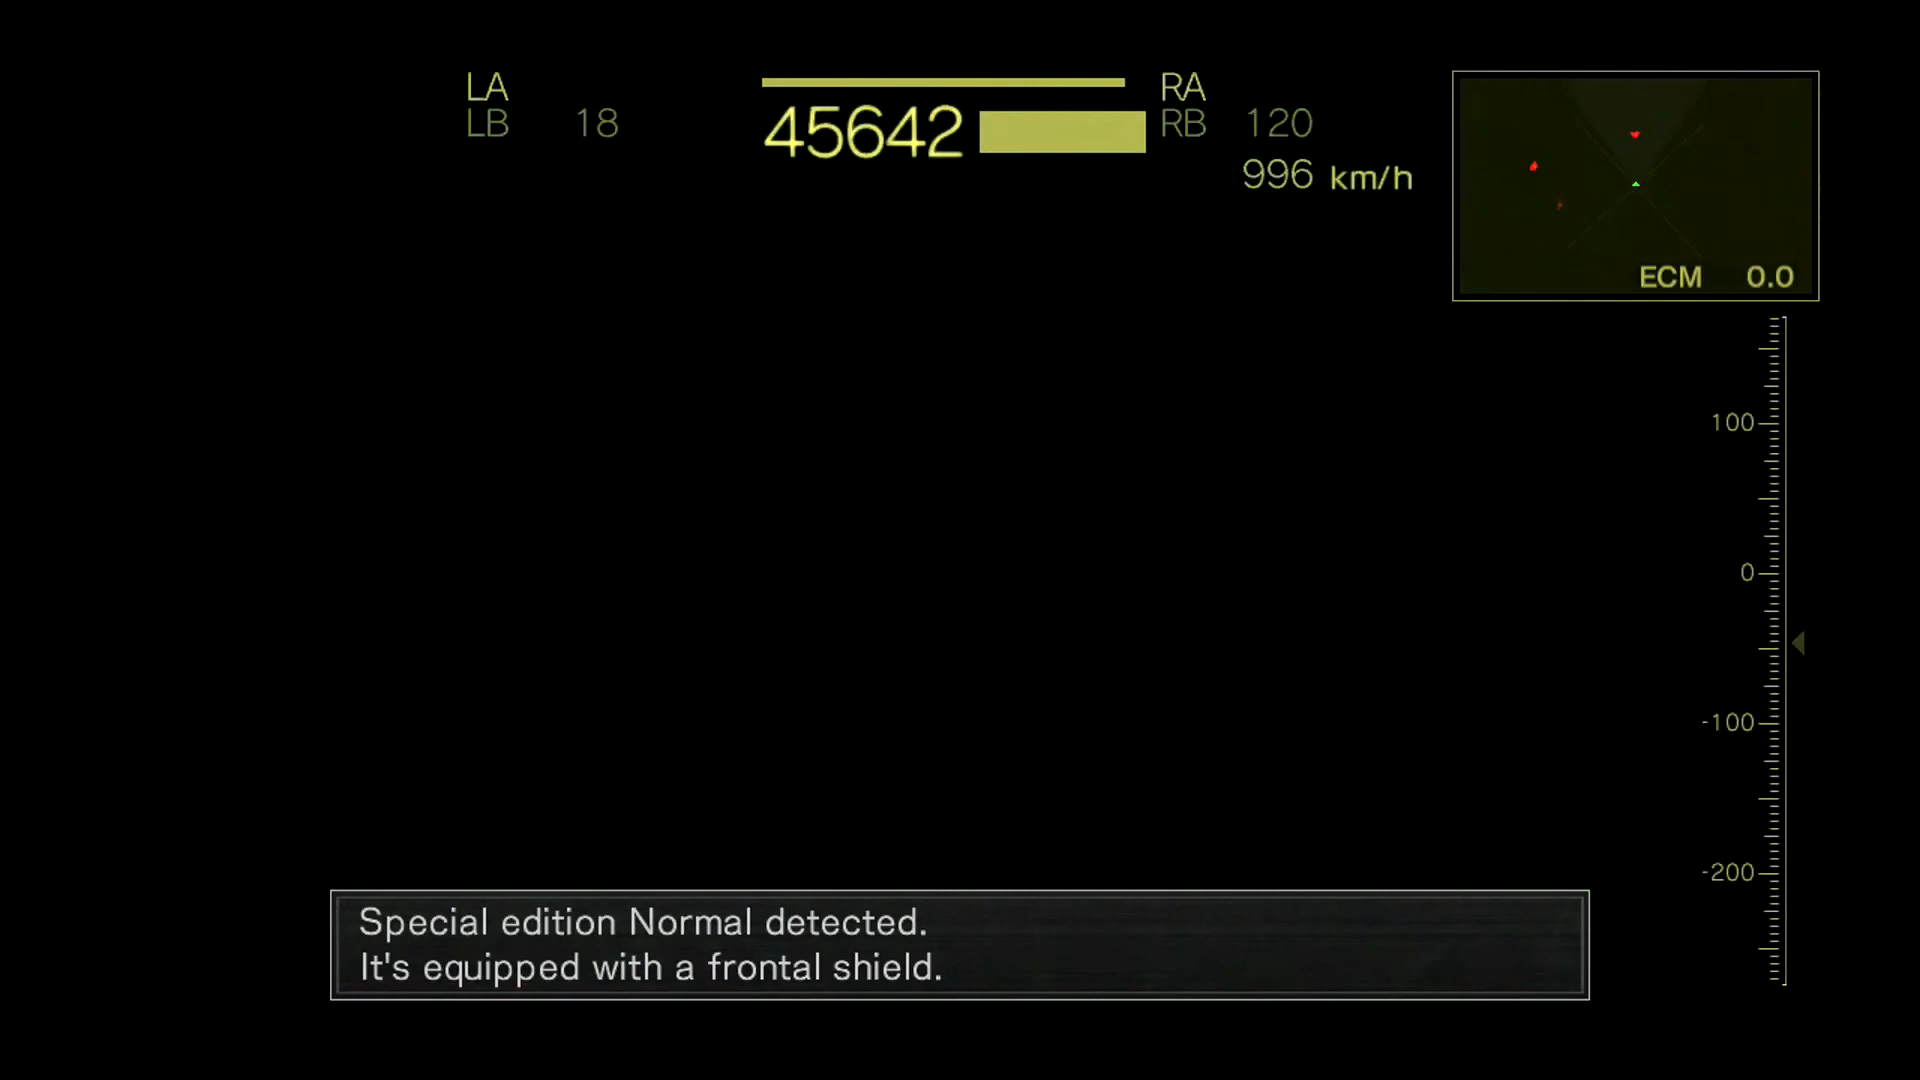 LA
LB 18
45642
RA
RB 120
996 km/h
ECM 0.0
100
0
-100
-200
Special edition Normal detected.
It's equipped with a frontal shield.